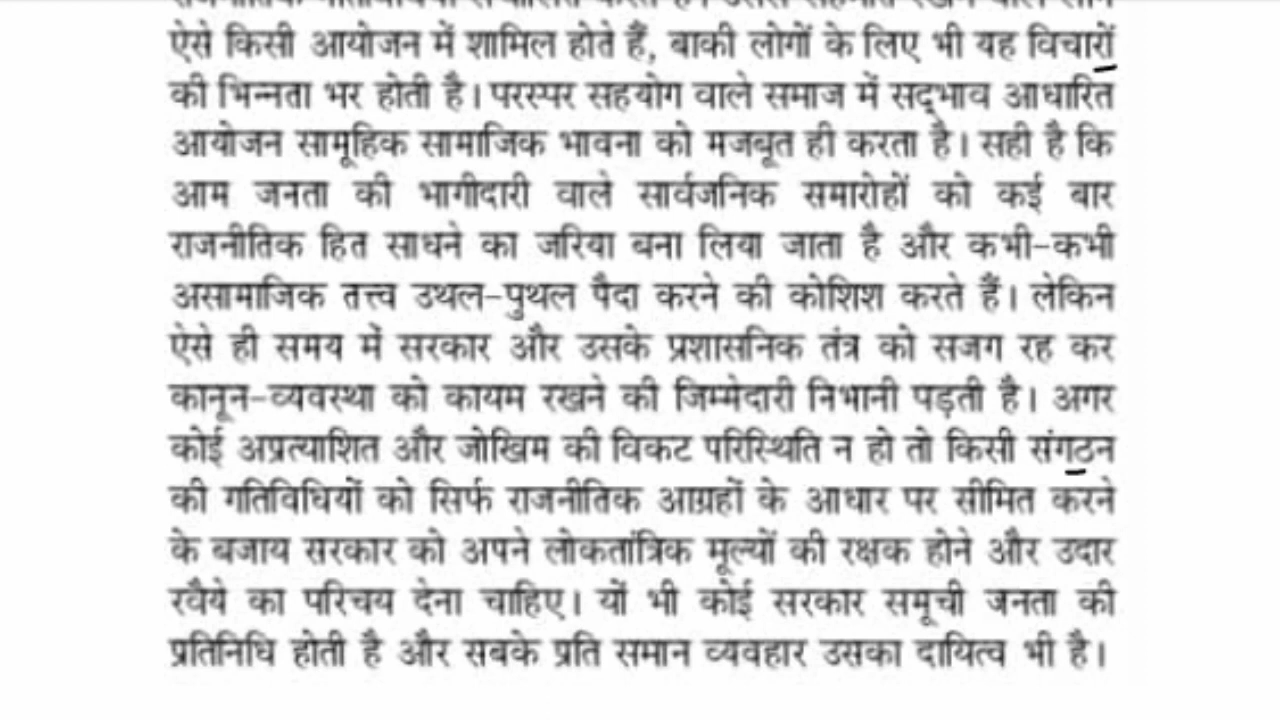 ऐसे किसी आयोजन में शामिल होते हैं, बाकी लोगों के लिए भी यह विचारों
की भिन्नता भर होती है। परस्पर सहयोग वाले समाज में सद्भाव आधारित
आयोजन सामूहिक सामाजिक भावना को मजबूत ही करता है। सही है कि
आम जनता की भागीदारी वाले सार्वजनिक समारोहों को कई बार
राजनीतिक हित साधने का जरिया बना लिया जाता है और कभी-कभी
असामाजिक तत्त्व उथल-पुथल पैदा करने की कोशिश करते हैं। लेकिन
ऐसे ही समय में सरकार और उसके प्रशासनिक तंत्र को सजग रह कर
कानून-व्यवस्था को कायम रखने की जिम्मेदारी निभानी पड़ती है। अगर
कोई अप्रत्याशित और जोखिम की विकट परिस्थिति न हो तो किसी संगठन
की गतिविधियों को सिर्फ राजनीतिक आग्रहों के आधार पर सीमित करने
के बजाय सरकार को अपने लोकतांत्रिक मूल्यों की रक्षक होने और उदार
रवैये का परिचय देना चाहिए। यों भी कोई सरकार समूची जनता की
प्रतिनिधि होती है और सबके प्रति समान व्यवहार उसका दायित्व भी है।